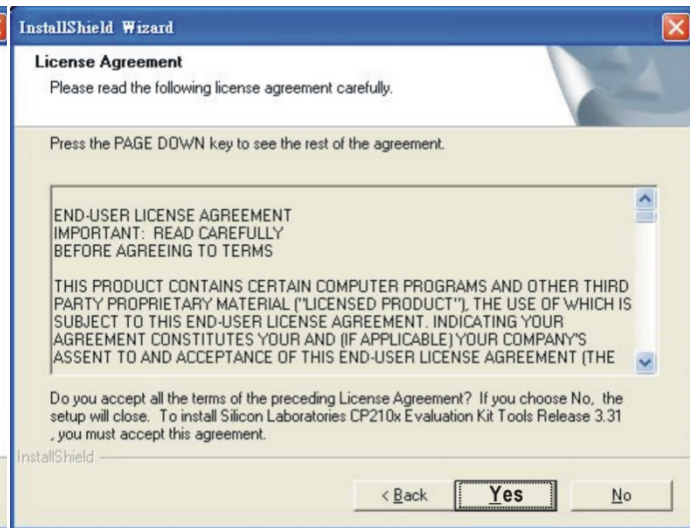 InstallShield Wizard
License Agreement
Please read the following license agreement carefully.
Press the PAGE DOWN key to see the rest of the agreement.
END-USER LICENSE AGREEMENT
IMPORTANT:  READ CAREFULLY
BEFORE AGREEING TO TERMS
THIS PRODUCT CONTAINS CERTAIN COMPUTER PROGRAMS AND OTHER THIRD
PARTY PROPRIETARY MATERIAL ("LICENSED PRODUCT"), THE USE OF WHICH IS
SUBJECT TO THIS END-USER LICENSE AGREEMENT. INDICATING YOUR
AGREEMENT CONSTITUTES YOUR AND (IF APPLICABLE) YOUR COMPANY'S
ASSENT TO AND ACCEPTANCE OF THIS END-USER LICENSE AGREEMENT (THE
Do you accept all the terms of the preceding License Agreement?  If you choose No,  the
setup will close.  To install Silicon Laboratories CP210x Evaluation Kit Tools Release 3.31
, you must accept this agreement.
InstallShield
< Back Yes No